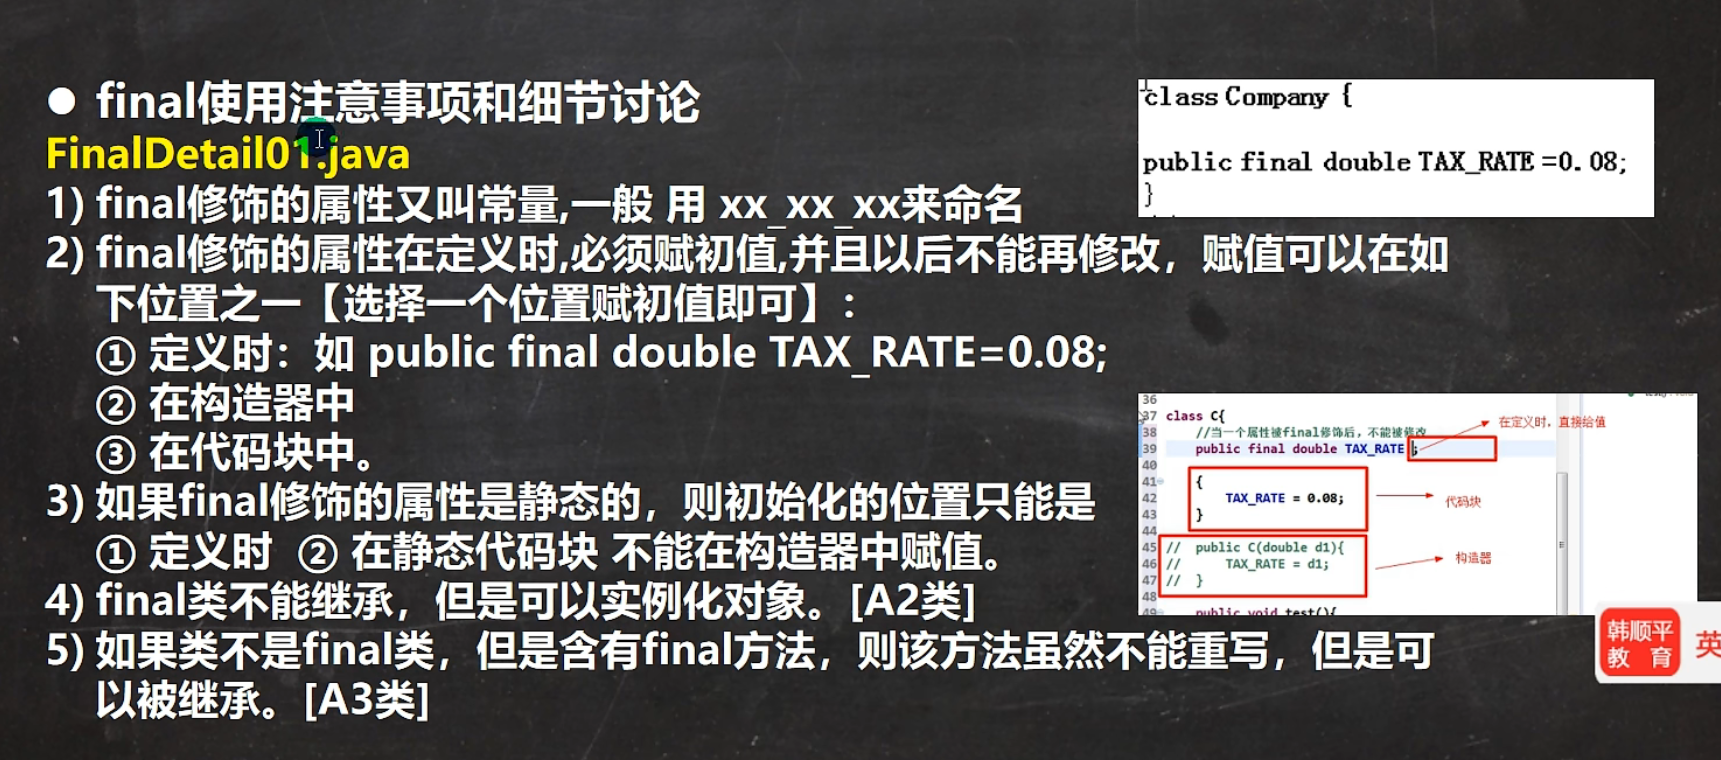 ● final使用注意事项和细节讨论
FinalDetail01.java
1) final修饰的属性又叫常量,一般 用 xx_xx_xx来命名
2) final修饰的属性在定义时,必须赋初值,并且以后不能再修改，赋值可以在如
下位置之一【选择一个位置赋初值即可】:
① 定义时：如 public final double TAX_RATE=0.08;
② 在构造器中
③ 在代码块中。
3) 如果final修饰的属性是静态的，则初始化的位置只能是
① 定义时 ② 在静态代码块 不能在构造器中赋值。
4) final类不能继承，但是可以实例化对象。[A2类]
5) 如果类不是final类，但是含有final方法，则该方法虽然不能重写，但是可
以被继承。[A3类]
class Company {
public final double TAX_RATE =0.08;
}
36
37 class C{
38 //当一个属性被final修饰后，不能被修改
39 public final double TAX_RATE ;
在定义时，直接给值
40
41 {
42 TAX_RATE = 0.08;
代码块
43 }
44
45 // public C(double d1){
46 // TAX_RATE = d1;
构造器
47 // }
48
49 public void test(){
韩顺平
教 育
英